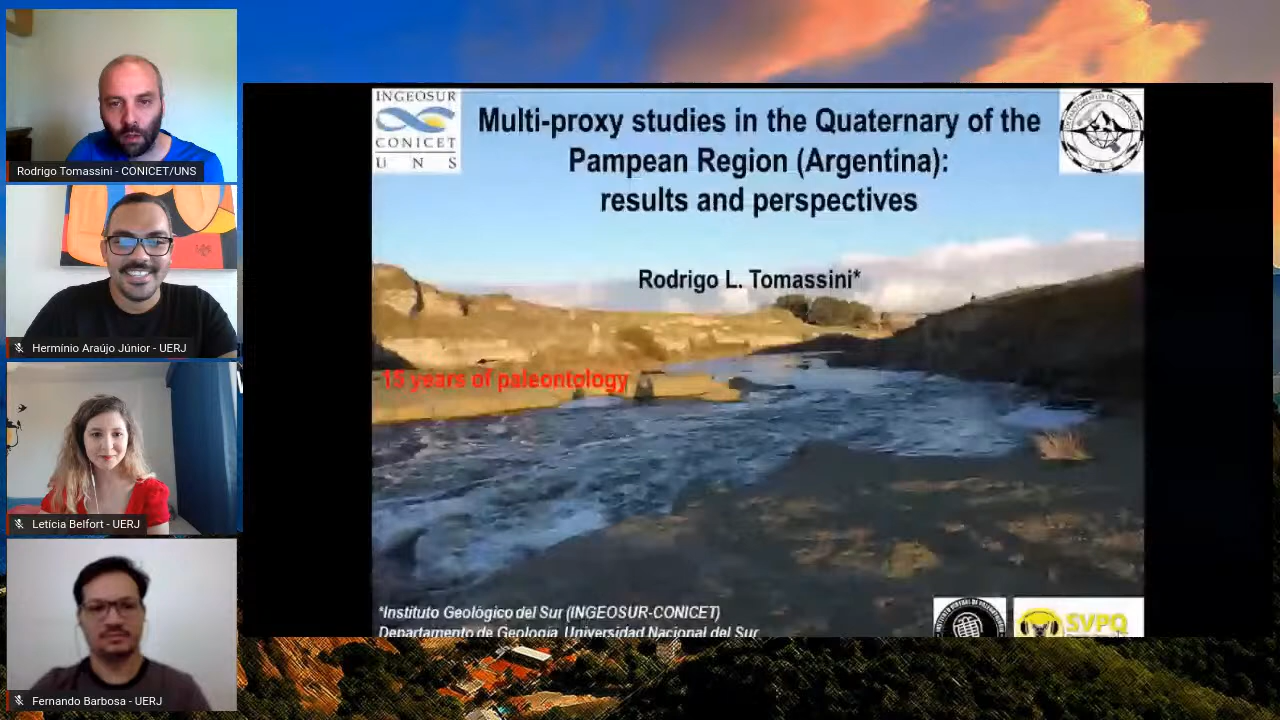 Rodrigo Tomassini - CONICET/UNS
Hermínio Araújo Júnior - UERJ
Letícia Belfort - UERJ
Fernando Barbosa - UERJ
INGEOSUR
CONICET
U N S
Multi-proxy studies in the Quaternary of the
Pampean Region (Argentina):
results and perspectives
Rodrigo L. Tomassini*
15 years of paleontology
*Instituto Geológico del Sur (INGEOSUR-CONICET)
Departamento de Geología, Universidad Nacional del Sur
SVPQ